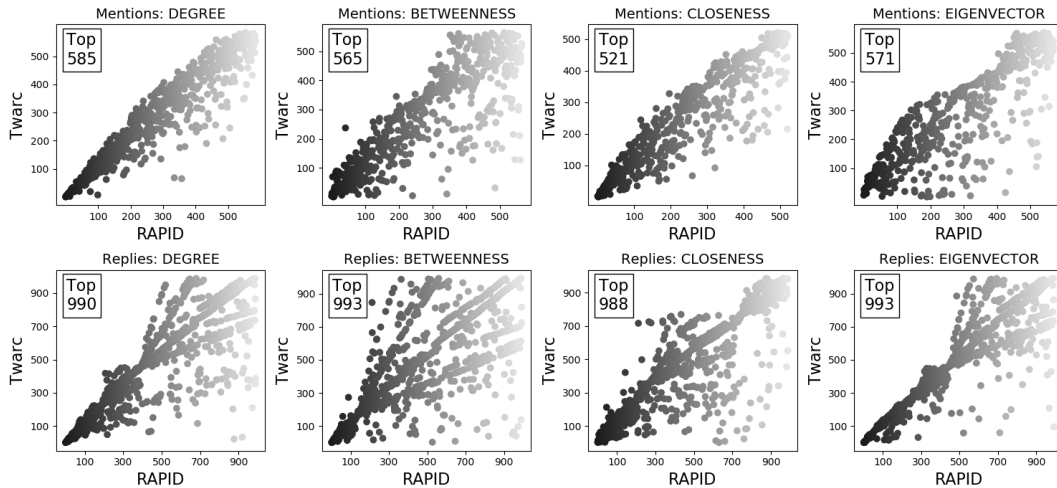 Mentions: DEGREE
Top
585
500
400
300
200
100
Twarc
100 200 300 400 500
RAPID
Mentions: BETWEENNESS
Top
565
500
400
300
200
100
Twarc
100 200 300 400 500
RAPID
Mentions: CLOSENESS
Top
521
500
400
300
200
100
Twarc
100 200 300 400 500
RAPID
Mentions: EIGENVECTOR
Top
571
500
400
300
200
100
Twarc
100 200 300 400 500
RAPID
Replies: DEGREE
Top
990
900
700
500
300
100
Twarc
100 300 500 700 900
RAPID
Replies: BETWEENNESS
Top
993
900
700
500
300
100
Twarc
100 300 500 700 900
RAPID
Replies: CLOSENESS
Top
988
900
700
500
300
100
Twarc
100 300 500 700 900
RAPID
Replies: EIGENVECTOR
Top
993
900
700
500
300
100
Twarc
100 300 500 700 900
RAPID